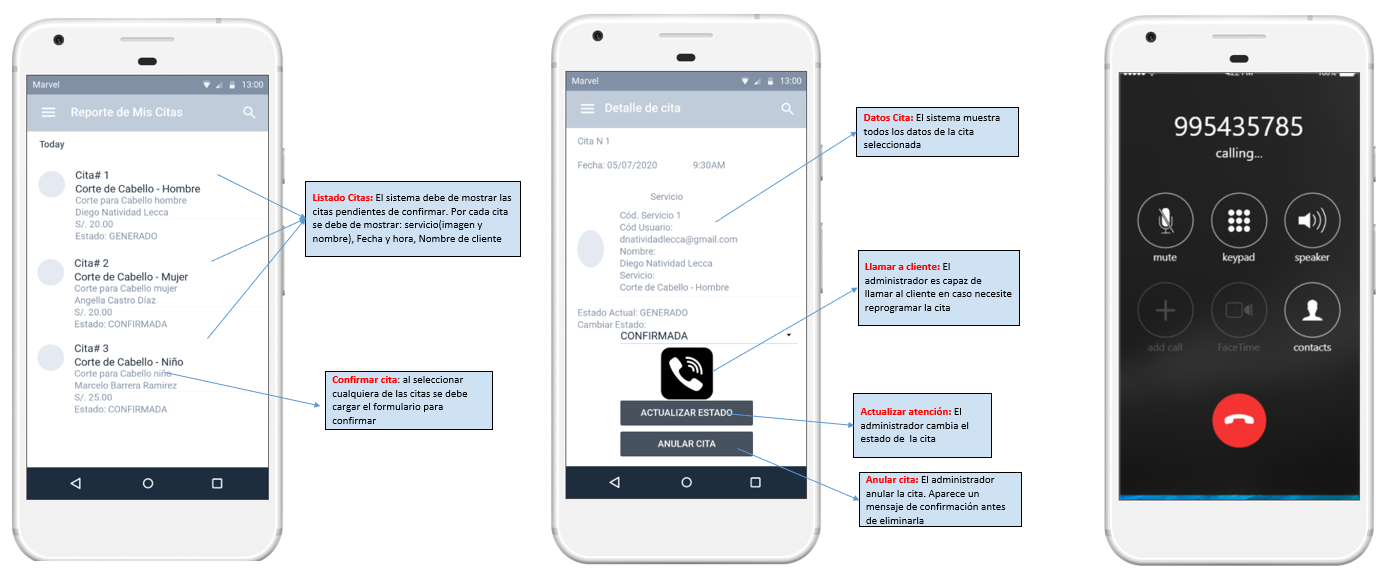 Marvel 13:00
Reporte de Mis Citas
Today
Cita# 1
Corte de Cabello - Hombre
Corte para Cabello hombre
Diego Natividad Lecca
S/. 20.00
Estado: GENERADO
Cita# 2
Corte de Cabello - Mujer
Corte para Cabello mujer
Angella Castro Díaz
S/. 20.00
Estado: CONFIRMADA
Cita# 3
Corte de Cabello - Niño
Corte para Cabello niño
Marcelo Barrera Ramirez
S/. 25.00
Estado: CONFIRMADA
Listado Citas: El sistema debe de mostrar las
citas pendientes de confirmar. Por cada cita
se debe de mostrar: servicio(imagen y
nombre), Fecha y hora, Nombre de cliente
Confirmar cita: al seleccionar
cualquiera de las citas se debe
cargar el formulario para
confirmar
Marvel 13:00
Detalle de cita
Cita N 1
Fecha: 05/07/2020 9:30AM
Servicio
Cód. Servicio 1
Cód Usuario:
dnatividadlecca@gmail.com
Nombre:
Diego Natividad Lecca
Servicio:
Corte de Cabello - Hombre
Estado Actual: GENERADO
Cambiar Estado:
CONFIRMADA
ACTUALIZAR ESTADO
ANULAR CITA
Datos Cita: El sistema muestra
todos los datos de la cita
seleccionada
Llamar a cliente: El
administrador es capaz de
llamar al cliente en caso necesite
reprogramar la cita
Actualizar atención: El
administrador cambia el
estado de la cita
Anular cita: El administrador
anular la cita. Aparece un
mensaje de confirmación antes
de eliminarla
995435785
calling...
mute
keypad
speaker
add call
FaceTime
contacts